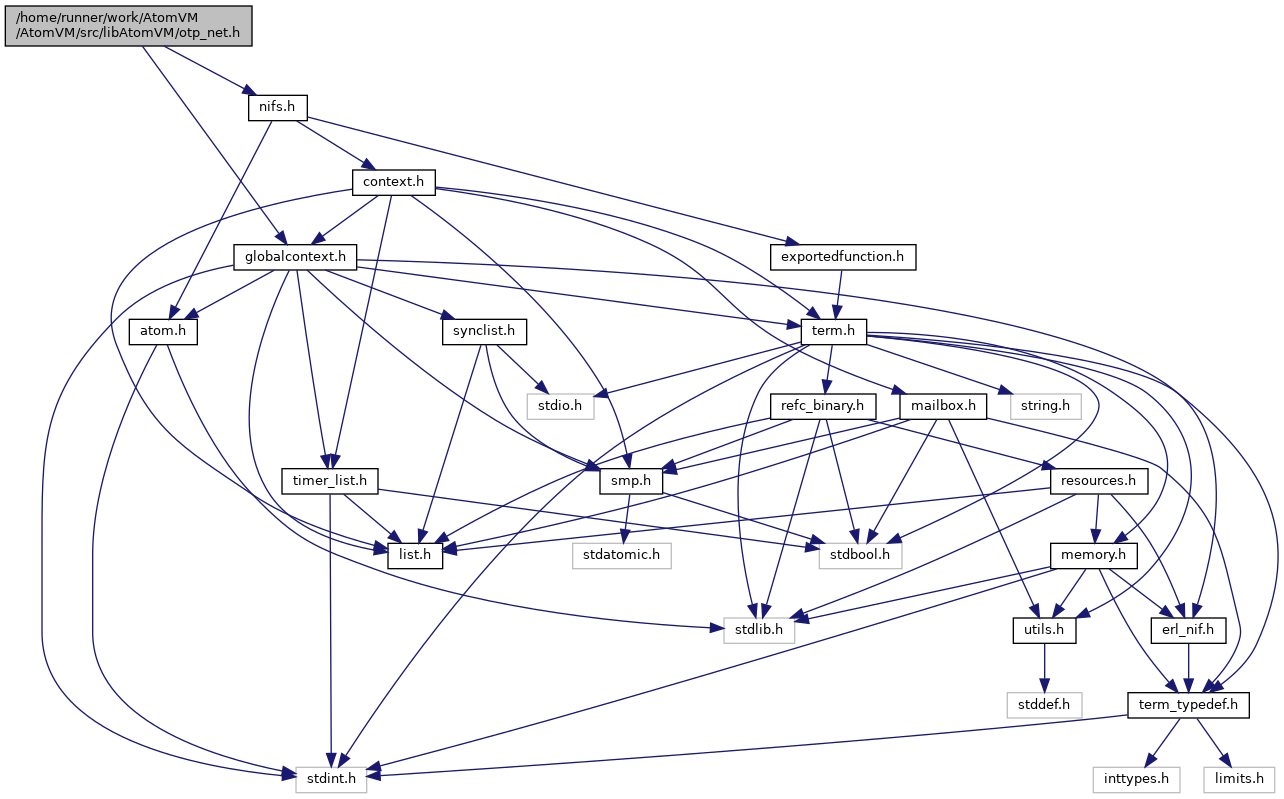 /home/runner/work/AtomVM
/AtomVM/src/libAtomVM/otp_net.h
nifs.h
context.h
globalcontext.h
exportedfunction.h
atom.h
synclist.h
term.h
stdio.h
refc_binary.h
mailbox.h
string.h
timer_list.h
smp.h
resources.h
list.h
stdatomic.h
stdbool.h
memory.h
stdlib.h
utils.h
erl_nif.h
stddef.h
term_typedef.h
stdint.h
inttypes.h
limits.h